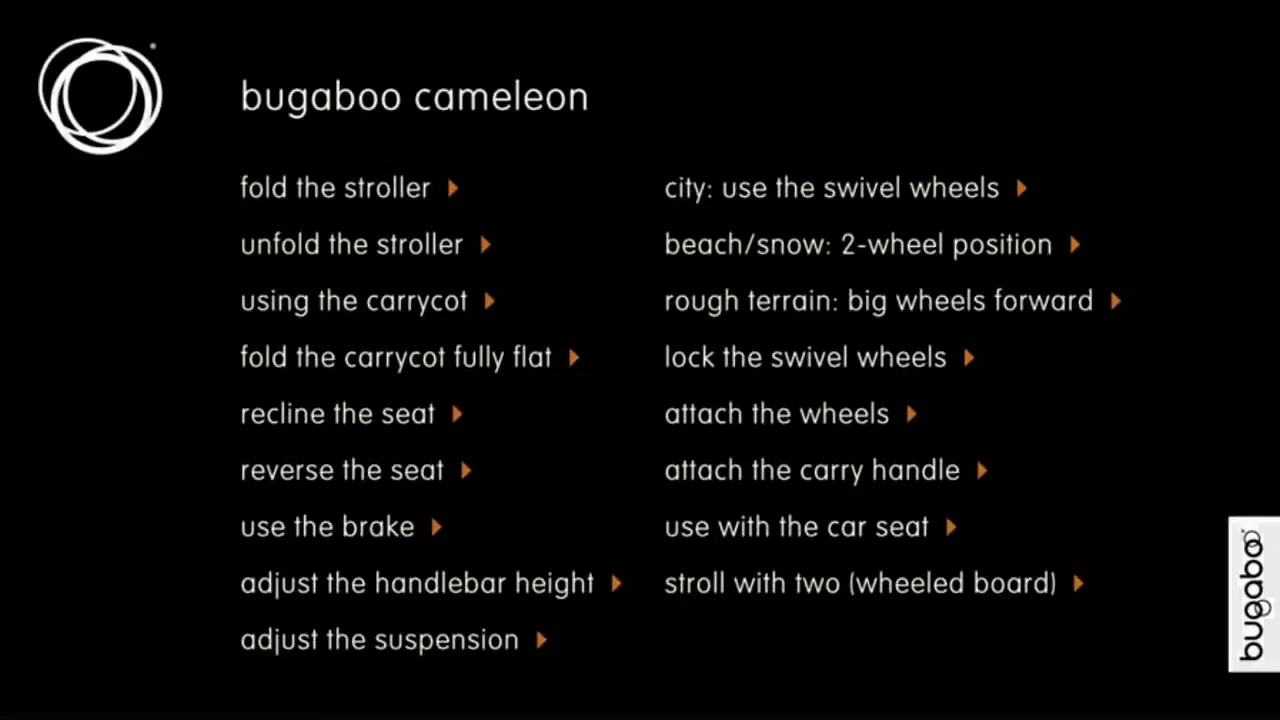 bugaboo cameleon
fold the stroller
unfold the stroller
using the carrycot
fold the carrycot fully flat
recline the seat
reverse the seat
use the brake
adjust the handlebar height
adjust the suspension
city: use the swivel wheels
beach/snow: 2-wheel position
rough terrain: big wheels forward
lock the swivel wheels
attach the wheels
attach the carry handle
use with the car seat
stroll with two (wheeled board)
bugaboo